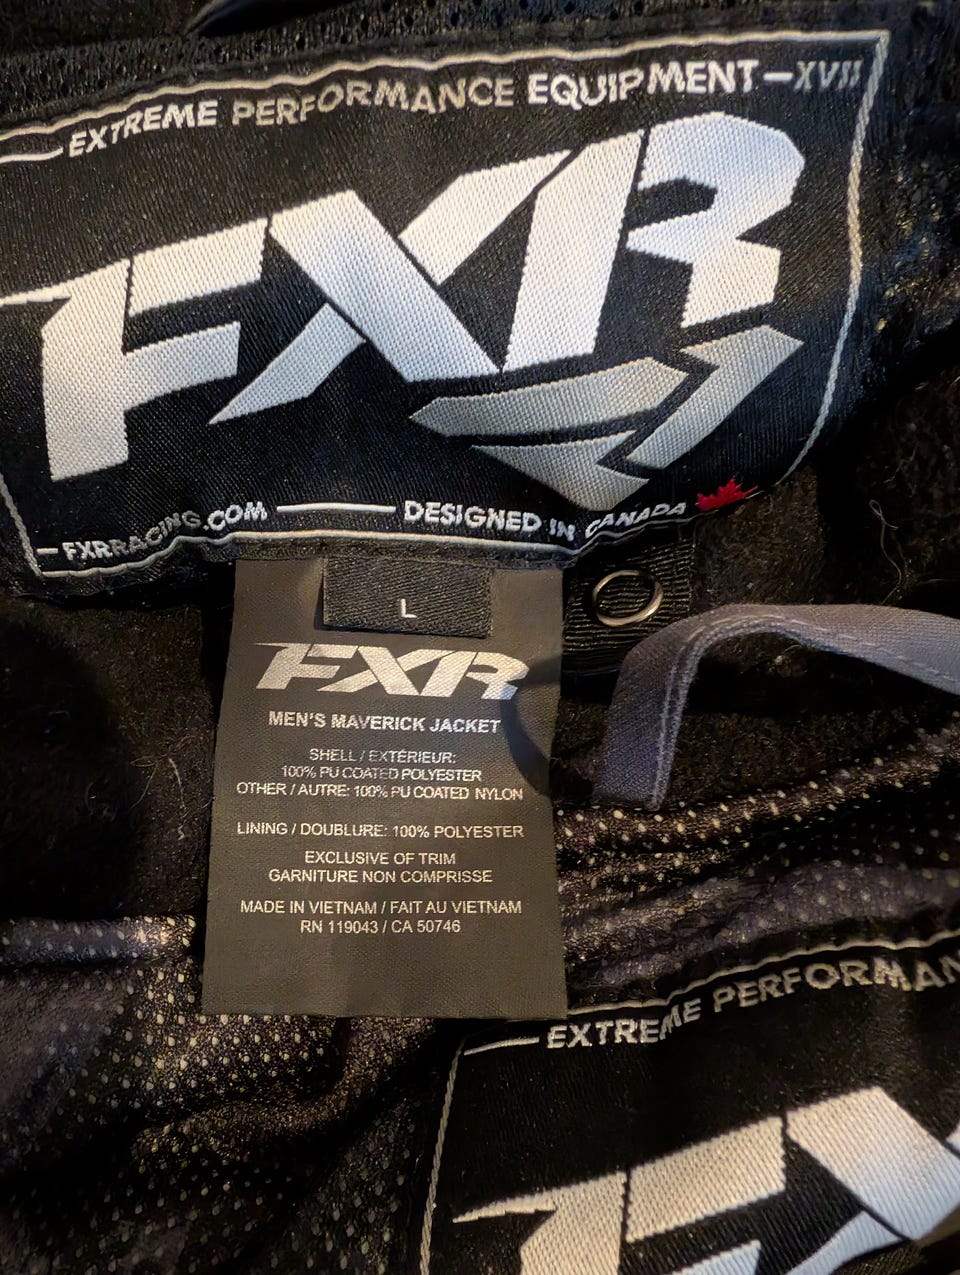 EXTREME PERFORMANCE EQUIPMENT—XVII
FXR
FXRRACING.COM — DESIGNED IN CANADA
L
FXR
MEN'S MAVERICK JACKET
SHELL / EXTÉRIEUR:
100% PU COATED POLYESTER
OTHER / AUTRE: 100% PU COATED NYLON
LINING / DOUBLURE: 100% POLYESTER
EXCLUSIVE OF TRIM
GARNITURE NON COMPRISSE
MADE IN VIETNAM / FAIT AU VIETNAM
RN 119043 / CA 50746
EXTREME PERFORMAN
FX